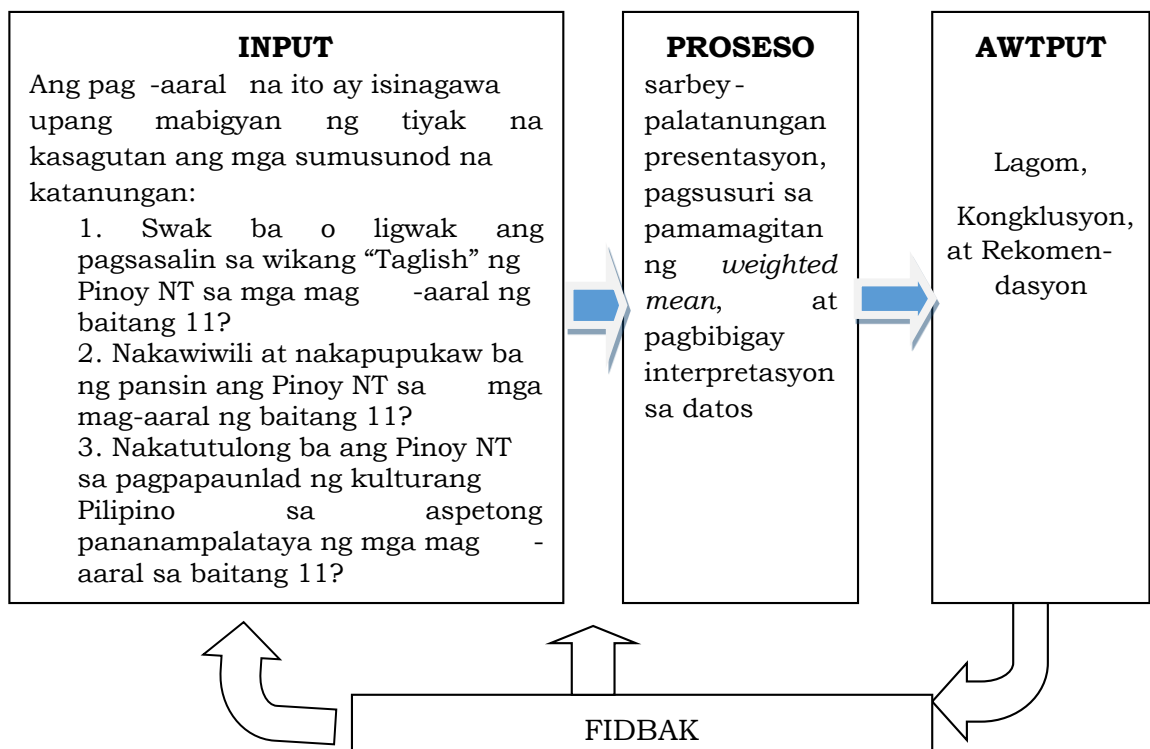 INPUT
Ang pag -aaral na ito ay isinagawa
upang mabigyan ng tiyak na
kasagutan ang mga sumusunod na
katanungan:
1. Swak ba o ligwak ang
pagsasalin sa wikang “Taglish” ng
Pinoy NT sa mga mag -aaral ng
baitang 11?
2. Nakawiwili at nakapupukaw ba
ng pansin ang Pinoy NT sa mga
mag-aaral ng baitang 11?
3. Nakatutulong ba ang Pinoy NT
sa pagpapaunlad ng kulturang
Pilipino sa aspetong
pananampalataya ng mga mag -
aaral sa baitang 11?
PROSESO
sarbey-
palatanungan
presentasyon,
pagsusuri sa
pamamagitan
ng weighted
mean, at
pagbibigay
interpretasyon
sa datos
AWTPUT
Lagom,
Kongklusyon,
at Rekomen-
dasyon
FIDBAK